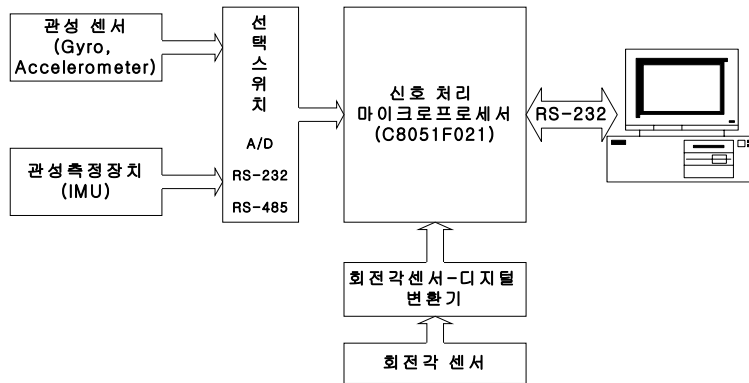 관성 센서
(Gyro,
Accelerometer)
관성측정장치
(IMU)
선
택
스
위
치
A/D
RS-232
RS-485
신호 처리
마이크로프로세서
(C8051F021)
RS-232
회전각센서-디지털
변환기
회전각 센서